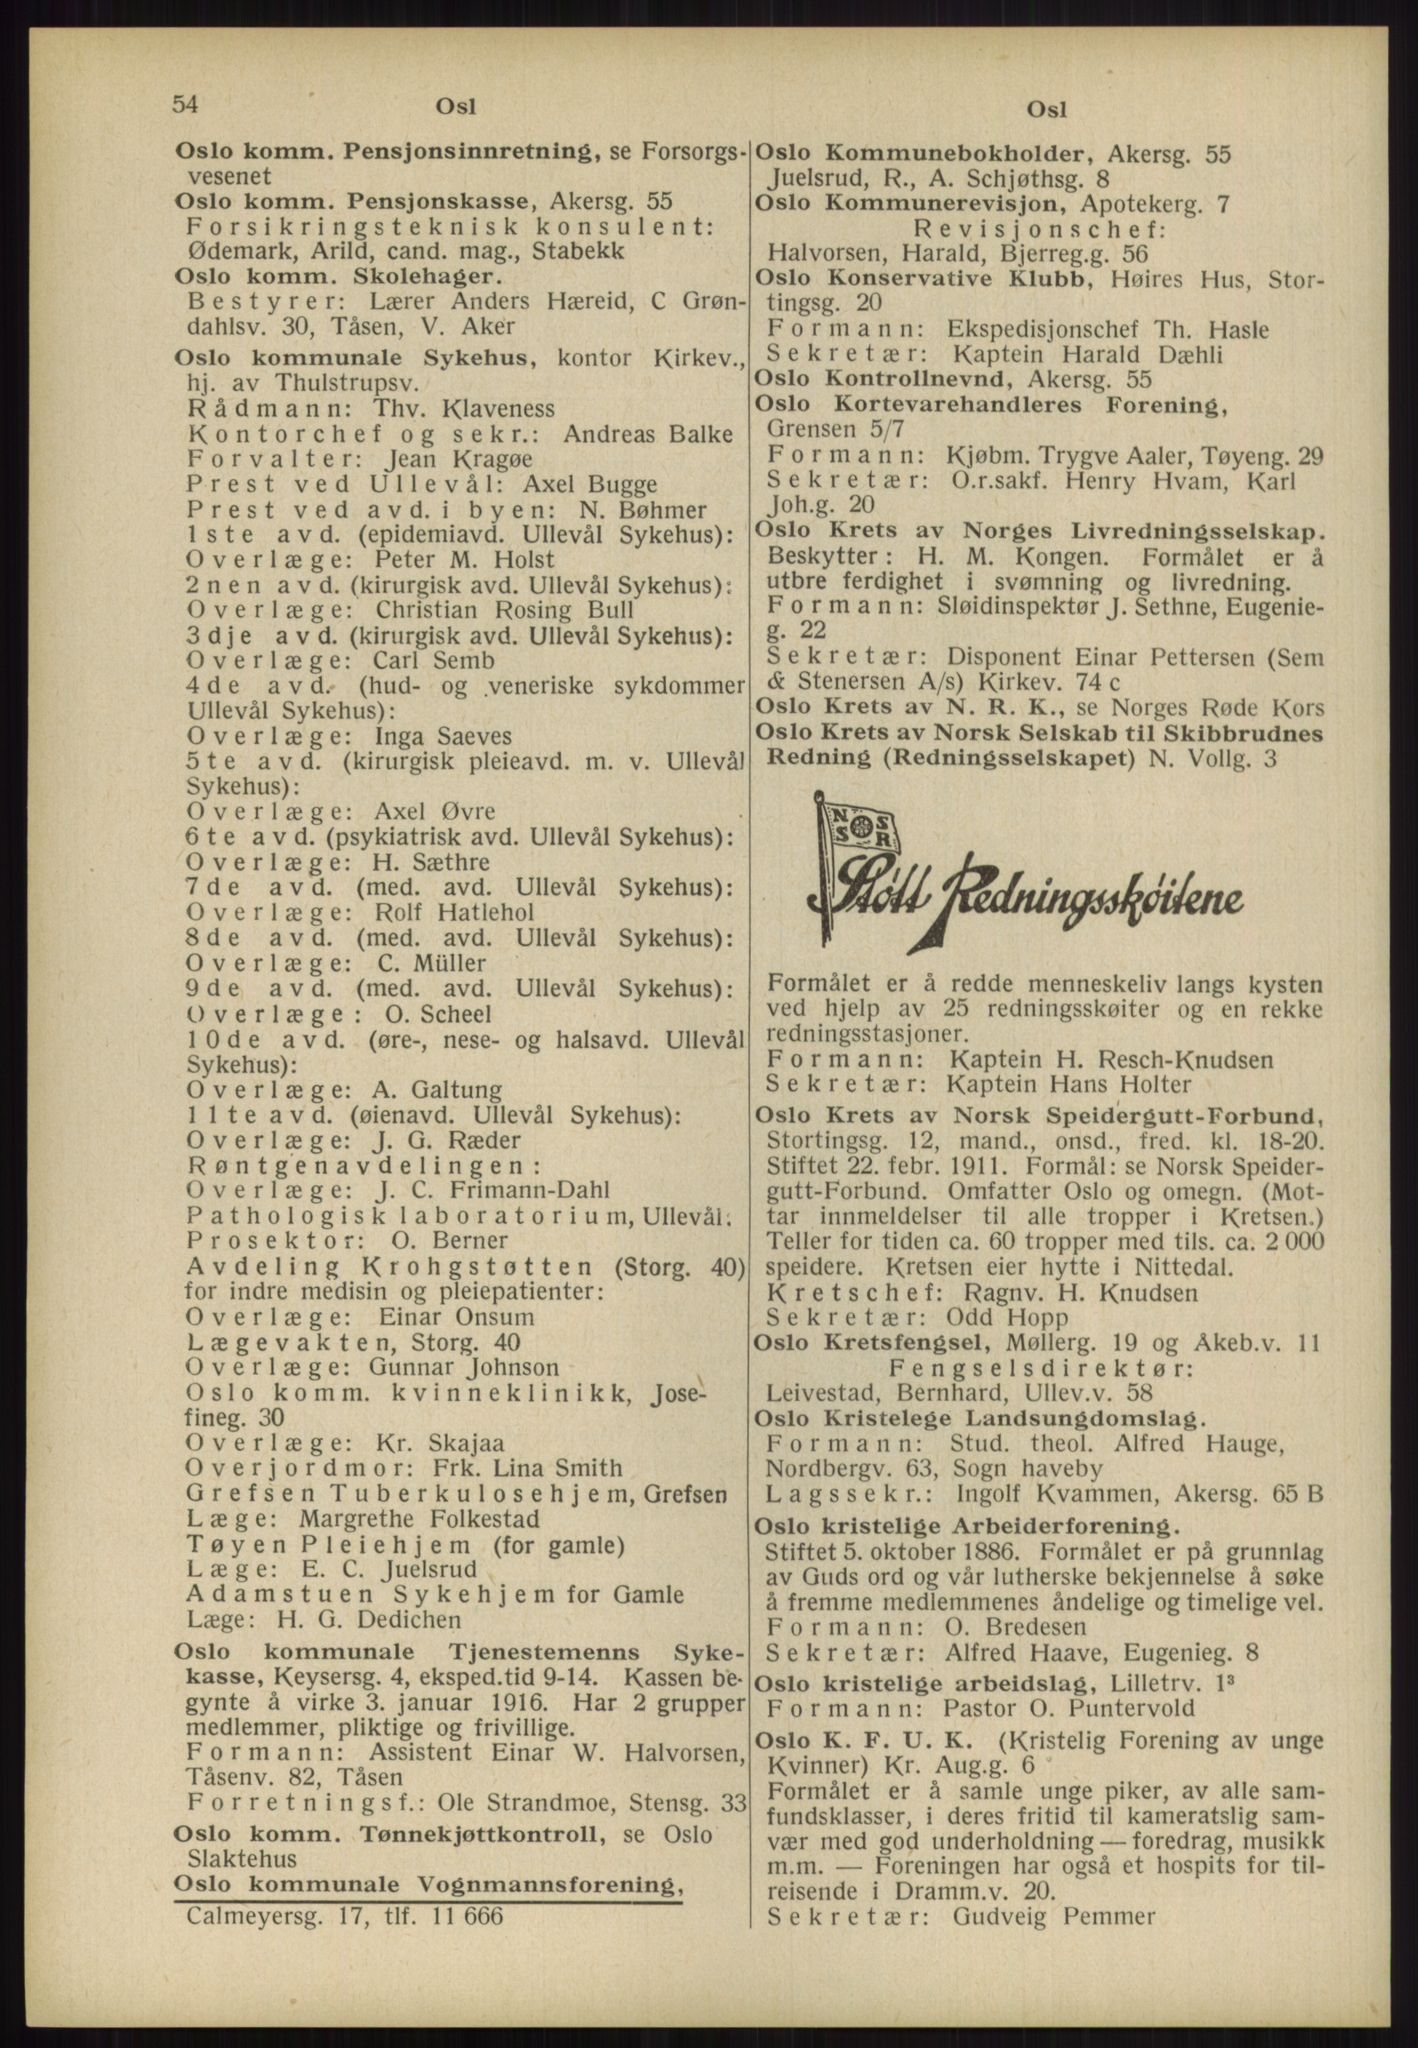 54
Osl
Osl
Oslo komm. Pensjonsinnretning, se Forsorgs-
vesenet
Oslo komm. Pensjonskasse, Akersg. 55
Forsikringsteknisk konsulent:
Ødemark, Arild, cand. mag., Stabekk
Oslo komm. Skolehager.
Bestyrer: Lærer Anders Hæreid, C Grøn-
dahlsv. 30, Tåsen, V. Aker
Oslo kommunale Sykehus, kontor Kirkev.,
hj. av Thulstrupsv.
Rådmann: Thv. Klaveness
Kontorchef og sekr.: Andreas Balke
Forvalter: Jean Kragøe
Prest ved Ullevål: Axel Bugge
Prest ved avd. i byen: N. Bøhmer
1ste avd. (epidemiavd. Ullevål Sykehus):
Overlæge: Peter M. Holst
2nen avd. (kirurgisk avd. Ullevål Sykehus):
Overlæge: Christian Rosing Bull
3dje avd. (kirurgisk avd. Ullevål Sykehus):
Overlæge: Carl Semb
4de avd. (hud- og veneriske sykdommer
Ullevål Sykehus):
Overlæge: Inga Saeves
5te avd. (kirurgisk pleieavd. m. v. Ullevål
Sykehus):
Overlæge: Axel Øvre
6te avd. (psykiatrisk avd. Ullevål Sykehus):
Overlæge: H. Sæthre
7de avd. (med. avd. Ullevål Sykehus):
Overlæge: Rolf Hatlehol
8de avd. (med. avd. Ullevål Sykehus):
Overlæge: C. Müller
9de avd. (med. avd. Ullevål Sykehus):
Overlæge: O. Scheel
10de avd. (øre-, nese- og halsavd. Ullevål
Sykehus):
Overlæge: A. Galtung
11te avd. (øienavd. Ullevål Sykehus):
Overlæge: J. G. Ræder
Røntgenavdelingen:
Overlæge: J. C. Frimann-Dahl
Pathologisk laboratorium, Ullevål:
Prosektor: O. Berner
Avdeling Krohgstøtten (Storg. 40)
for indre medisin og pleiepatienter:
Overlæge: Einar Onsum
Lægevakten, Storg. 40
Overlæge: Gunnar Johnson
Oslo komm. kvinneklinikk, Jose-
fineg. 30
Overlæge: Kr. Skajaa
Overjordmor: Frk. Lina Smith
Grefsen Tuberkulosehjem, Grefsen
Læge: Margrethe Folkestad
Tøyen Pleiehjem (for gamle)
Læge: E. C. Juelsrud
Adamstuen Sykehjem for Gamle
Læge: H. G. Dedichen
Oslo kommunale Tjenestemenns Syke-
kasse, Keysersg. 4, eksped.tid 9-14. Kassen be-
gynte å virke 3. januar 1916. Har 2 grupper
medlemmer, pliktige og frivillige.
Formann: Assistent Einar W. Halvorsen,
Tåsenv. 82, Tåsen
Forretningsf.: Ole Strandmoe, Stensg. 33
Oslo komm. Tønnekjøttkontroll, se Oslo
Slaktehus
Oslo kommunale Vognmannsforening,
Calmeyersg. 17, tlf. 11 666
Oslo Kommunebokholder, Akersg. 55
Juelsrud, R., A. Schjøthsg. 8
Oslo Kommunerevisjon, Apotekerg. 7
Revisjonschef:
Halvorsen, Harald, Bjerreg.g. 56
Oslo Konservative Klubb, Høires Hus, Stor-
tingsg. 20
Formann: Ekspedisjonschef Th. Hasle
Sekretær: Kaptein Harald Dæhli
Oslo Kontrollnevnd, Akersg. 55
Oslo Kortevarehandleres Forening,
Grensen 5/7
Formann: Kjøbm. Trygve Aaler, Tøyeng. 29
Sekretær: O.r.sakf. Henry Hvam, Karl
Joh.g. 20
Oslo Krets av Norges Livredningsselskap.
Beskytter: H. M. Kongen. Formålet er å
utbre ferdighet i svømning og livredning.
Formann: Sløidinspektør J. Sethne, Eugenie-
g. 22
Sekretær: Disponent Einar Pettersen (Sem
& Stenersen A/s) Kirkev. 74 c
Oslo Krets av N. R. K., se Norges Røde Kors
Oslo Krets av Norsk Selskab til Skibbrudnes
Redning (Redningsselskapet) N. Vollg. 3
N S
S R
Støtt Redningsskøitene
Formålet er å redde menneskeliv langs kysten
ved hjelp av 25 redningsskøiter og en rekke
redningsstasjoner.
Formann: Kaptein H. Resch-Knudsen
Sekretær: Kaptein Hans Holter
Oslo Krets av Norsk Speidergutt-Forbund,
Stortingsg. 12, mand., onsd., fred. kl. 18-20.
Stiftet 22. febr. 1911. Formål: se Norsk Speider-
gutt-Forbund. Omfatter Oslo og omegn. (Mot-
tar innmeldelser til alle tropper i Kretsen.)
Teller for tiden ca. 60 tropper med tils. ca. 2 000
speidere. Kretsen eier hytte i Nittedal.
Kretschef: Ragnv. H. Knudsen
Sekretær: Odd Hopp
Oslo Kretsfengsel, Møllerg. 19 og Åkeb.v. 11
Fengselsdirektør:
Leivestad, Bernhard, Ullev.v. 58
Oslo Kristelege Landsungdomslag.
Formann: Stud. theol. Alfred Hauge,
Nordbergv. 63, Sogn haveby
Lagssekr.: Ingolf Kvammen, Akersg. 65 B
Oslo kristelige Arbeiderforening.
Stiftet 5. oktober 1886. Formålet er på grunnlag
av Guds ord og vår lutherske bekjennelse å søke
å fremme medlemmenes åndelige og timelige vel.
Formann: O. Bredesen
Sekretær: Alfred Haave, Eugenieg. 8
Oslo kristelige arbeidslag, Lilletrv. 1³
Formann: Pastor O. Puntervold
Oslo K. F. U. K. (Kristelig Forening av unge
Kvinner) Kr. Aug.g. 6
Formålet er å samle unge piker, av alle sam-
fundsklasser, i deres fritid til kameratslig sam-
vær med god underholdning — foredrag, musikk
m.m. — Foreningen har også et hospits for til-
reisende i Dramm.v. 20.
Sekretær: Gudveig Pemmer